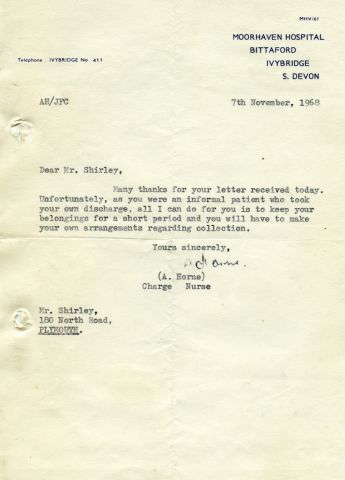 MHV/61
MOORHAVEN HOSPITAL
BITTAFORD
IVYBRIDGE
S. DEVON
Telephone: IVYBRIDGE No. 411
AH/JFC
7th November, 1968
Dear Mr. Shirley,
Many thanks for your letter received today.
Unfortunately, as you were an informal patient who took
your own discharge, all I can do for you is to keep your
belongings for a short period and you will have to make
your own arrangements regarding collection.
Yours sincerely,
A Horne.
(A. Horne)
Charge Nurse
Mr. Shirley,
180 North Road,
PLYMOUTH.